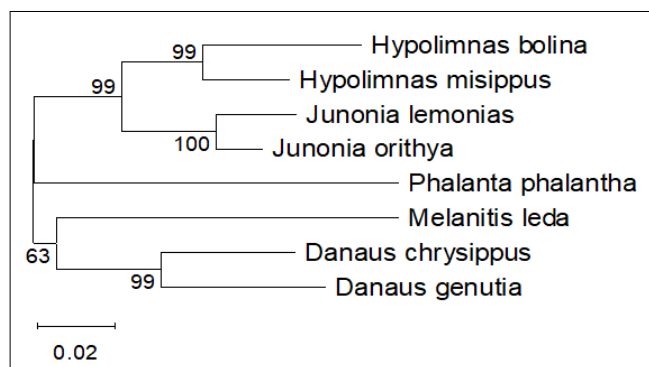 Hypolimnas bolina
99
Hypolimnas misippus
99
Junonia lemonias
100
Junonia orithya
Phalanta phalantha
Melanitis leda
63
Danaus chrysippus
99
Danaus genutia
0.02